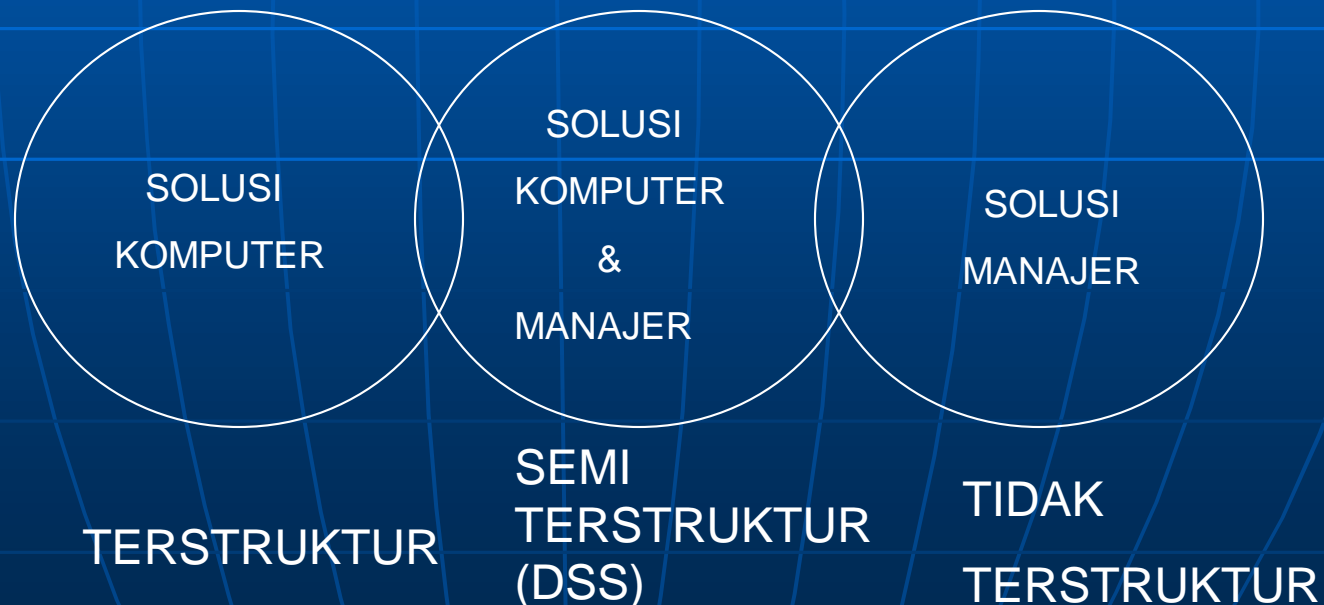 SOLUSI
KOMPUTER
SOLUSI
KOMPUTER
&
MANAJER
SOLUSI
MANAJER
TERSTRUKTUR
SEMI
TERSTRUKTUR
(DSS)
TIDAK
TERSTRUKTUR